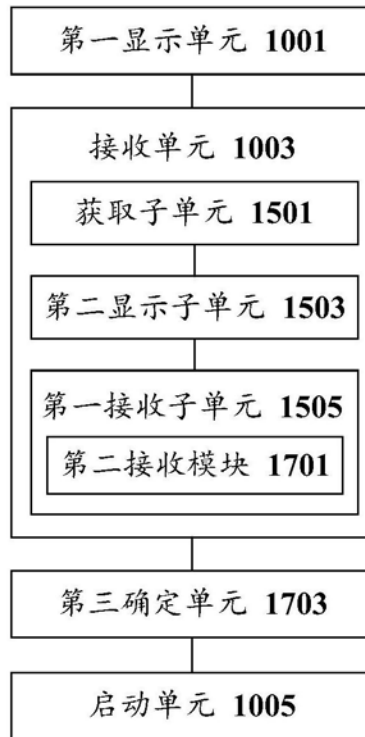 第一显示单元 1001
接收单元 1003
获取子单元 1501
第二显示子单元 1503
第一接收子单元 1505
第二接收模块 1701
第三确定单元 1703
启动单元 1005